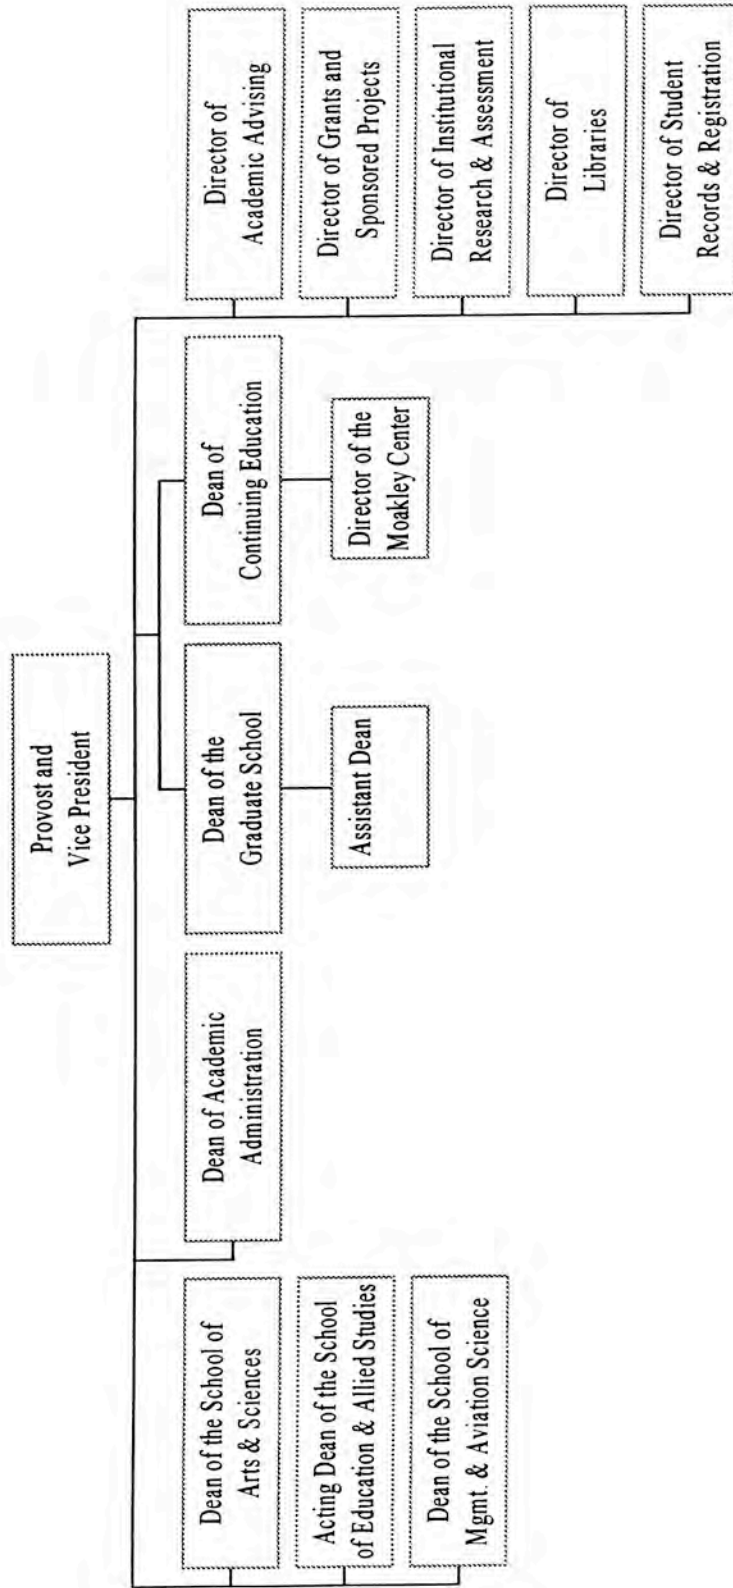 Provost and
Vice President
Dean of the School of
Arts & Sciences
Acting Dean of the School
of Education & Allied Studies
Dean of the School of
Mgmt. & Aviation Science
Dean of Academic
Administration
Dean of the
Graduate School
Assistant Dean
Dean of
Continuing Education
Director of the
Moakley Center
Director of
Academic Advising
Director of Grants and
Sponsored Projects
Director of Institutional
Research & Assessment
Director of
Libraries
Director of Student
Records & Registration